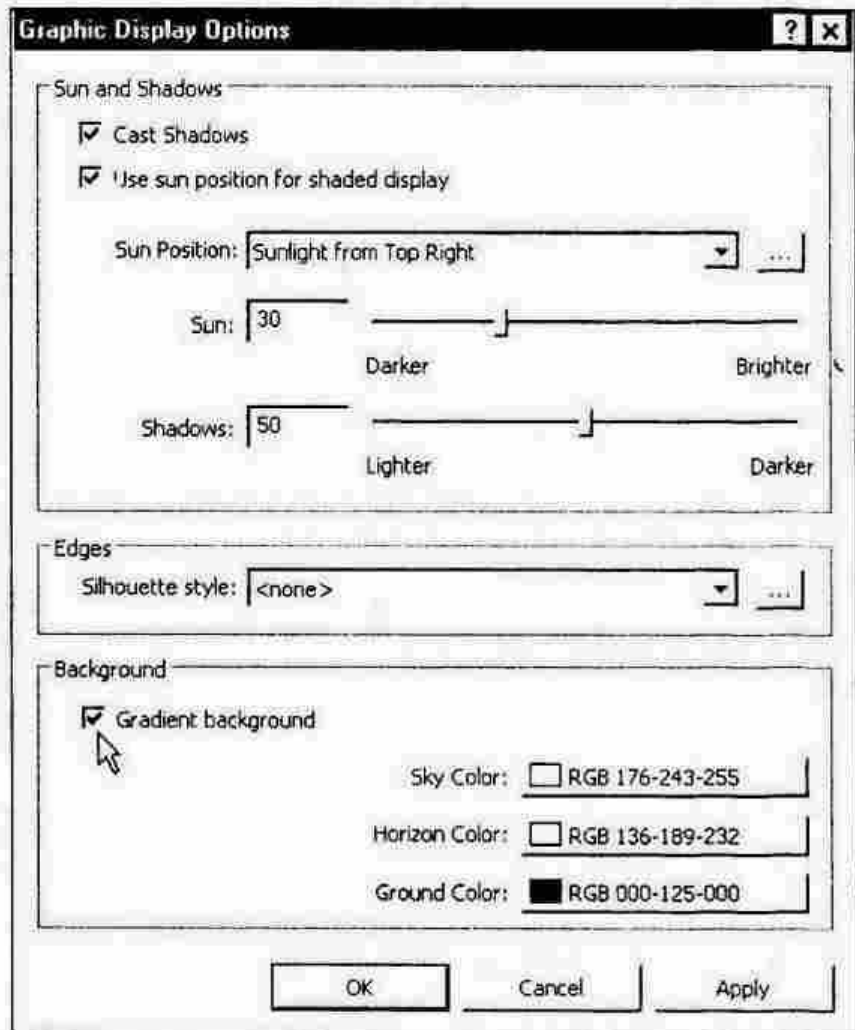 Graphic Display Options ? ×
Sun and Shadows
Cast Shadows
Use sun position for shaded display
Sun Position: Sunlight from Top Right ...
Sun: 30
Darker Brighter
Shadows: 50
Lighter Darker
Edges
Silhouette style: <none> ...
Background
Gradient background
Sky Color: RGB 176-243-255
Horizon Color: RGB 136-189-232
Ground Color: RGB 000-125-000
OK Cancel Apply